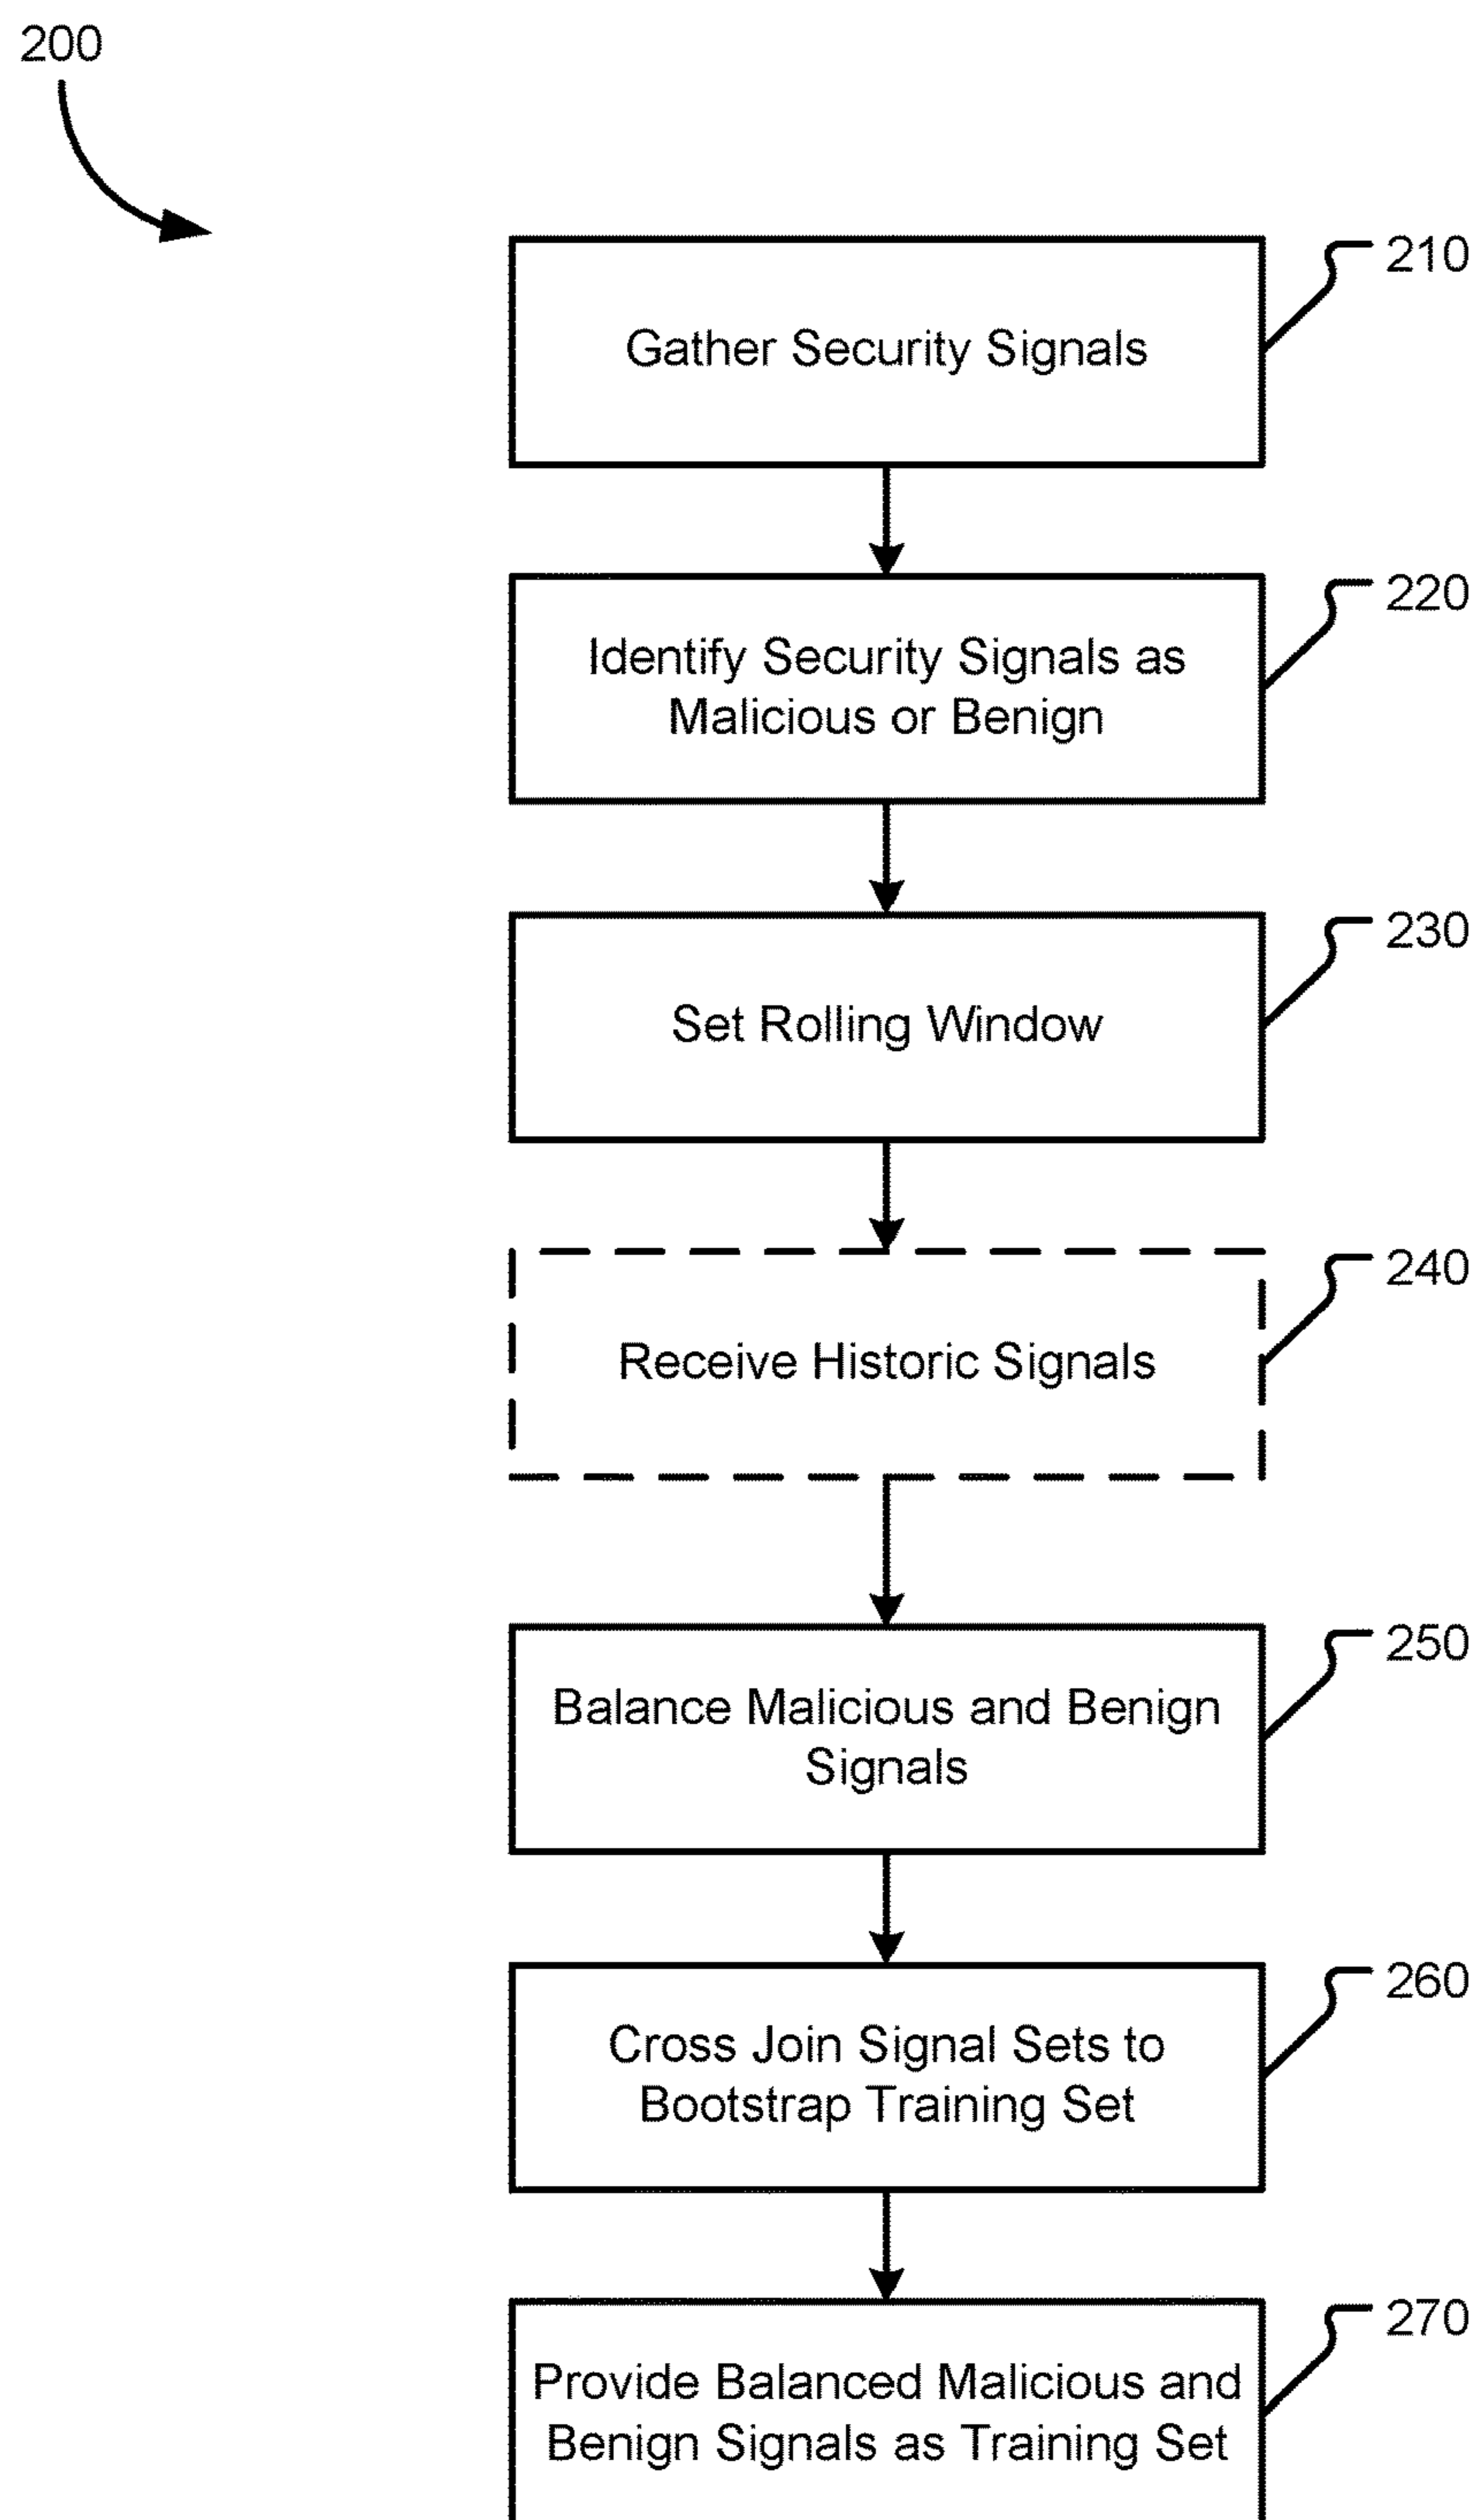 200
210
Gather Security Signals
220
Identify Security Signals as
Malicious or Benign
230
Set Rolling Window
240
Receive Historic Signals
250
Balance Malicious and Benign
Signals
260
Cross Join Signal Sets to
Bootstrap Training Set
270
Provide Balanced Malicious and
Benign Signals as Training Set